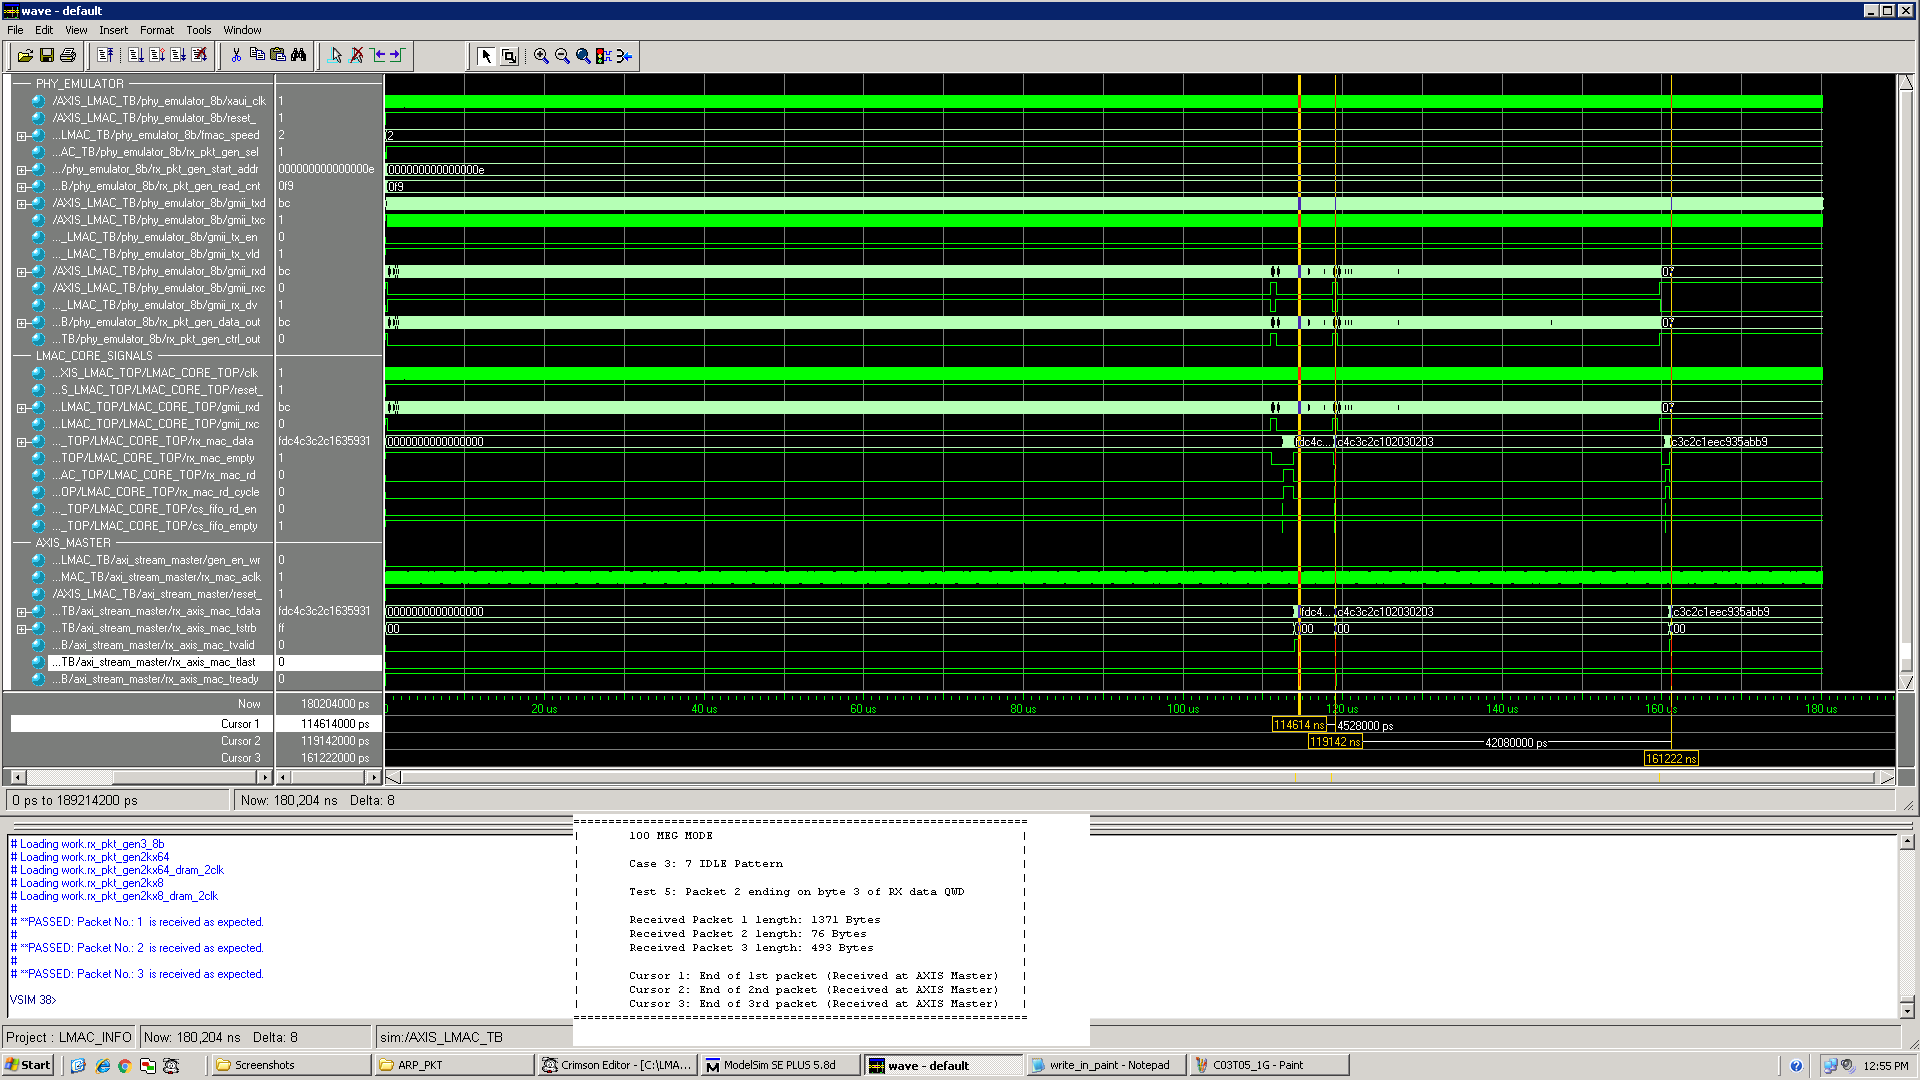 wave - default
File Edit View Insert Format Tools Window
PHY_EMULATOR
/AXIS_LMAC_TB/phy_emulator_8b/xaui_clk 1
/AXIS_LMAC_TB/phy_emulator_8b/reset_ 1
...LMAC_TB/phy_emulator_8b/fmac_speed 2 2
...AC_TB/phy_emulator_8b/rx_pkt_gen_sel 1
.../phy_emulator_8b/rx_pkt_gen_start_addr 000000000000000e 000000000000000e
...B/phy_emulator_8b/rx_pkt_gen_read_cnt 0f9 0f9
/AXIS_LMAC_TB/phy_emulator_8b/gmii_txd bc
/AXIS_LMAC_TB/phy_emulator_8b/gmii_txc 1
..._LMAC_TB/phy_emulator_8b/gmii_tx_en 0
..._LMAC_TB/phy_emulator_8b/gmii_tx_vld 1
/AXIS_LMAC_TB/phy_emulator_8b/gmii_rxd bc 07
/AXIS_LMAC_TB/phy_emulator_8b/gmii_rxc 0
..._LMAC_TB/phy_emulator_8b/gmii_rx_dv 1
...B/phy_emulator_8b/rx_pkt_gen_data_out bc 07
...TB/phy_emulator_8b/rx_pkt_gen_ctrl_out 0
LMAC_CORE_SIGNALS
...XIS_LMAC_TOP/LMAC_CORE_TOP/clk 1
...S_LMAC_TOP/LMAC_CORE_TOP/reset_ 1
...LMAC_TOP/LMAC_CORE_TOP/gmii_rxd bc 07
...LMAC_TOP/LMAC_CORE_TOP/gmii_rxc 0
..._TOP/LMAC_CORE_TOP/rx_mac_data fdc4c3c2c1635931 0000000000000000 fdc4c... c4c3c2c102030203 c3c2c1eec935abb9
...TOP/LMAC_CORE_TOP/rx_mac_empty 1
...AC_TOP/LMAC_CORE_TOP/rx_mac_rd 0
...OP/LMAC_CORE_TOP/rx_mac_rd_cycle 0
..._TOP/LMAC_CORE_TOP/cs_fifo_rd_en 0
..._TOP/LMAC_CORE_TOP/cs_fifo_empty 1
AXIS_MASTER
...LMAC_TB/axi_stream_master/gen_en_wr 0
...MAC_TB/axi_stream_master/rx_mac_aclk 1
/AXIS_LMAC_TB/axi_stream_master/reset_ 1
...TB/axi_stream_master/rx_axis_mac_tdata fdc4c3c2c1635931 0000000000000000 fdc4... c4c3c2c102030203 c3c2c1eec935abb9
...TB/axi_stream_master/rx_axis_mac_tstrb ff 00 00 00 00
...B/axi_stream_master/rx_axis_mac_tvalid 0
...TB/axi_stream_master/rx_axis_mac_tlast 0
...B/axi_stream_master/rx_axis_mac_tready 0
Now 180204000 ps 20 us 40 us 60 us 80 us 100 us 120 us 140 us 160 us 180 us
Cursor 1 114614000 ps 114614 ns 4528000 ps
Cursor 2 119142000 ps 119142 ns 42080000 ps
Cursor 3 161222000 ps 161222 ns
0 ps to 189214200 ps Now: 180,204 ns Delta: 8
# Loading work.rx_pkt_gen3_8b
# Loading work.rx_pkt_gen2kx64
# Loading work.rx_pkt_gen2kx64_dram_2clk
# Loading work.rx_pkt_gen2kx8
# Loading work.rx_pkt_gen2kx8_dram_2clk
#
# **PASSED: Packet No.: 1 is received as expected.
#
# **PASSED: Packet No.: 2 is received as expected.
#
# **PASSED: Packet No.: 3 is received as expected.
VSIM 38>
100 MEG MODE
Case 3: 7 IDLE Pattern
Test 5: Packet 2 ending on byte 3 of RX data QWD
Received Packet 1 length: 1371 Bytes
Received Packet 2 length: 76 Bytes
Received Packet 3 length: 493 Bytes
Cursor 1: End of 1st packet (Received at AXIS Master)
Cursor 2: End of 2nd packet (Received at AXIS Master)
Cursor 3: End of 3rd packet (Received at AXIS Master)
Project : LMAC_INFO Now: 180,204 ns Delta: 8 sim:/AXIS_LMAC_TB
Start Screenshots ARP_PKT Crimson Editor - [C:\LMA... ModelSim SE PLUS 5.8d wave - default write_in_paint - Notepad C03T05_1G - Paint 12:55 PM